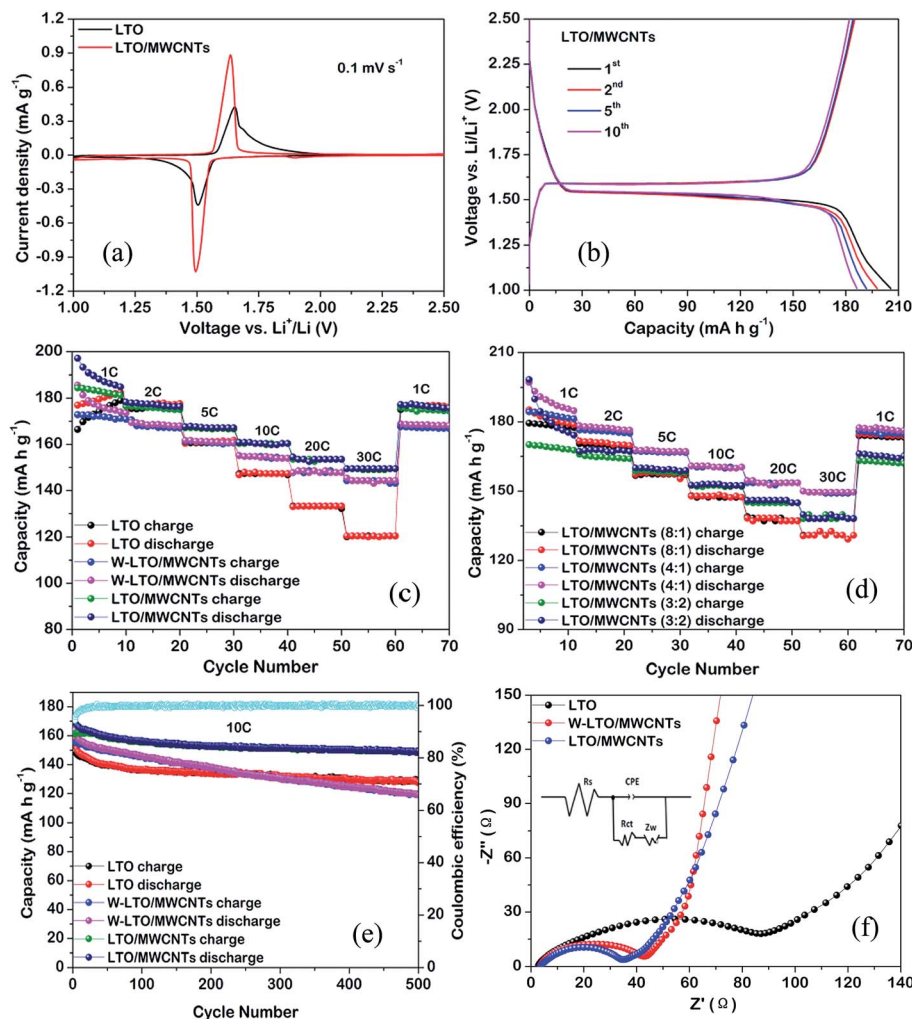 1.2
0.9
0.6
0.3
0.0
-0.3
-0.6
-0.9
-1.2
Current density (mA g⁻¹)
LTO
LTO/MWCNTs
0.1 mV s⁻¹
(a)
1.00 1.25 1.50 1.75 2.00 2.25 2.50
Voltage vs. Li⁺/Li (V)
2.50
2.25
2.00
1.75
1.50
1.25
1.00
Voltage vs. Li/Li⁺ (V)
LTO/MWCNTs
1ˢᵗ
2ⁿᵈ
5ᵗʰ
10ᵗʰ
(b)
0 30 60 90 120 150 180 210
Capacity (mA h g⁻¹)
200
180
160
140
120
100
80
Capacity (mA h g⁻¹)
1C
2C
5C
10C
20C
30C
1C
LTO charge
LTO discharge
W-LTO/MWCNTs charge
W-LTO/MWCNTs discharge
LTO/MWCNTs charge
LTO/MWCNTs discharge
(c)
0 10 20 30 40 50 60 70
Cycle Number
210
180
150
120
90
Capacity (mA h g⁻¹)
1C
2C
5C
10C
20C
30C
1C
LTO/MWCNTs (8:1) charge
LTO/MWCNTs (8:1) discharge
LTO/MWCNTs (4:1) charge
LTO/MWCNTs (4:1) discharge
LTO/MWCNTs (3:2) charge
LTO/MWCNTs (3:2) discharge
(d)
0 10 20 30 40 50 60 70
Cycle Number
180
160
140
120
100
80
60
40
20
0
Capacity (mA h g⁻¹)
10C
LTO charge
LTO discharge
W-LTO/MWCNTs charge
W-LTO/MWCNTs discharge
LTO/MWCNTs charge
LTO/MWCNTs discharge
(e)
100
80
60
40
20
0
Coulombic efficiency (%)
0 100 200 300 400 500
Cycle Number
-150
-120
-90
-60
-30
0
-Z'' (Ω)
LTO
W-LTO/MWCNTs
LTO/MWCNTs
Rs
CPE
Rct
Zw
(f)
0 20 40 60 80 100 120 140
Z' (Ω)